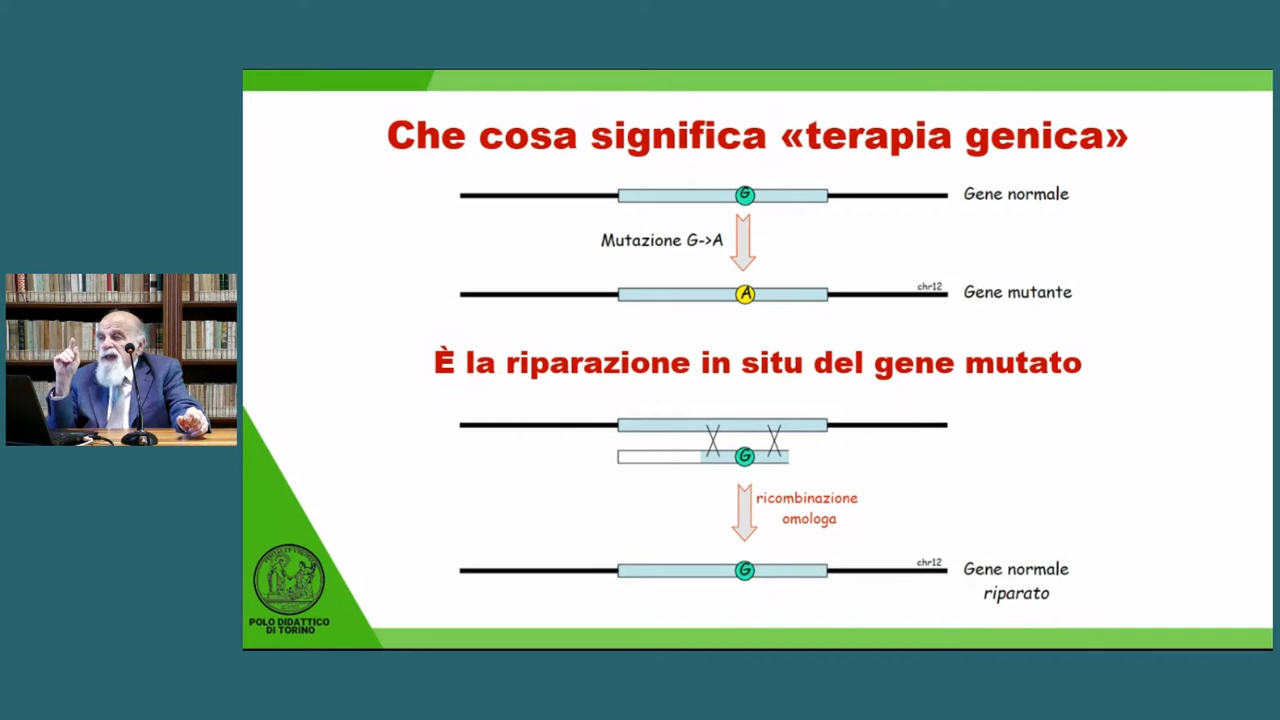 Che cosa significa «terapia genica»
G
Gene normale
Mutazione G->A
chr12
A
Gene mutante
È la riparazione in situ del gene mutato
G
ricombinazione
omologa
chr12
G
Gene normale
riparato
POLO DIDATTICO
DI TORINO